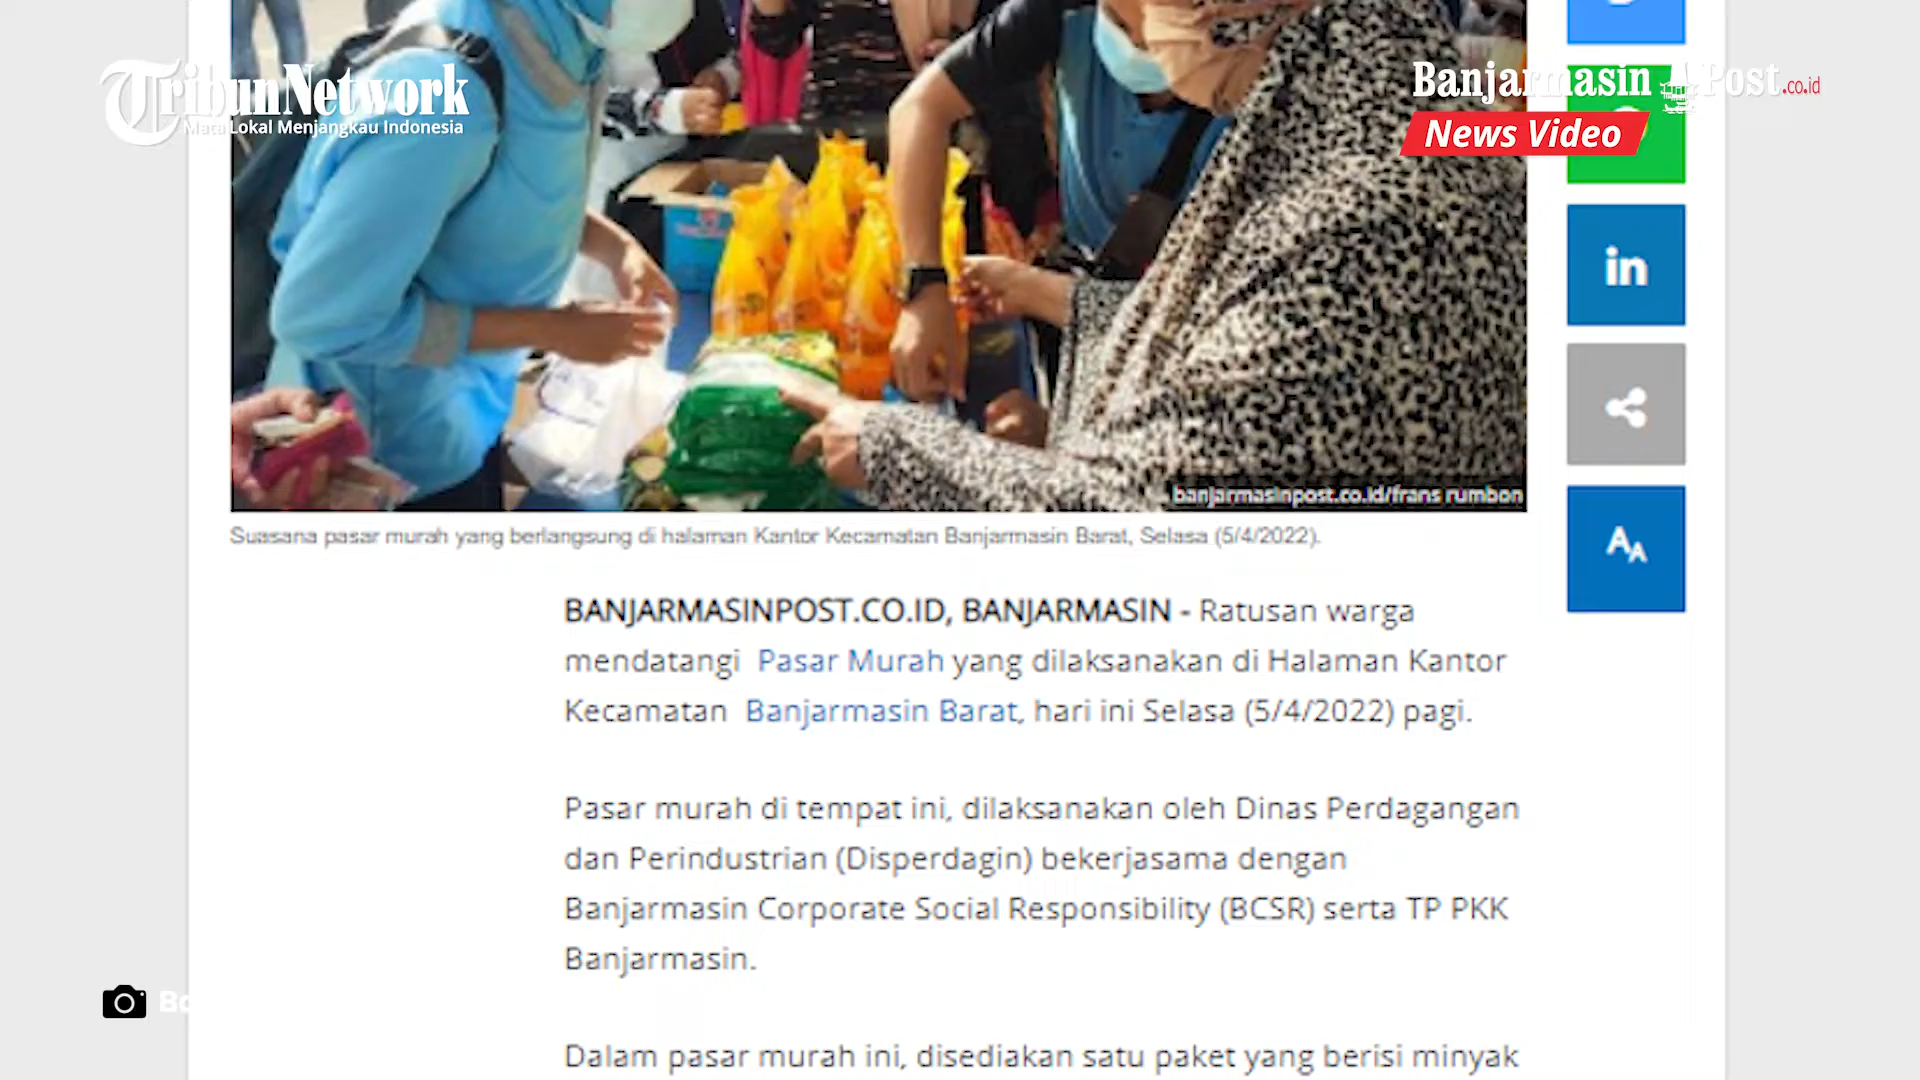 TribunNetwork
Mata Lokal Menjangkau Indonesia
Banjarmasin Post.co.id
News Video
in
banjarmasinpost.co.id/frans rumbon
AA
Suasana pasar murah yang berlangsung di halaman Kantor Kecamatan Banjarmasin Barat, Selasa (5/4/2022).
BANJARMASINPOST.CO.ID, BANJARMASIN - Ratusan warga
mendatangi Pasar Murah yang dilaksanakan di Halaman Kantor
Kecamatan Banjarmasin Barat, hari ini Selasa (5/4/2022) pagi.
Pasar murah di tempat ini, dilaksanakan oleh Dinas Perdagangan
dan Perindustrian (Disperdagin) bekerjasama dengan
Banjarmasin Corporate Social Responsibility (BCSR) serta TP PKK
Banjarmasin.
Dalam pasar murah ini, disediakan satu paket yang berisi minyak